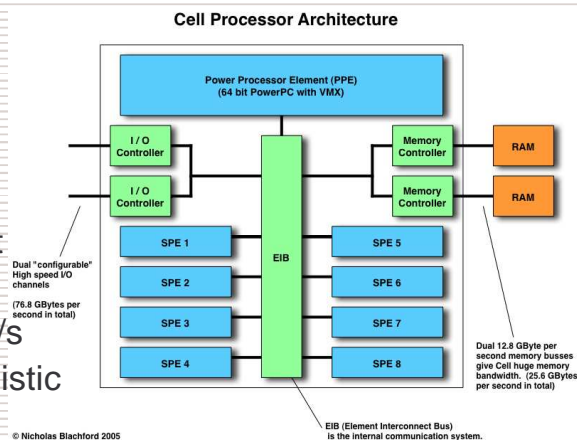 Cell Processor Architecture
Power Processor Element (PPE)
(64 bit PowerPC with VMX)
I / O
Controller
I / O
Controller
Memory
Controller
RAM
Memory
Controller
RAM
EIB
SPE 1
SPE 2
SPE 3
SPE 4
SPE 5
SPE 6
SPE 7
SPE 8
Dual "configurable"
High speed I/O
channels
(76.8 GBytes per
second in total)
/s
istic
Dual 12.8 GByte per
second memory busses
give Cell huge memory
bandwidth. (25.6 GBytes
per second in total)
EIB (Element Interconnect Bus)
is the internal communication system.
© Nicholas Blachford 2005